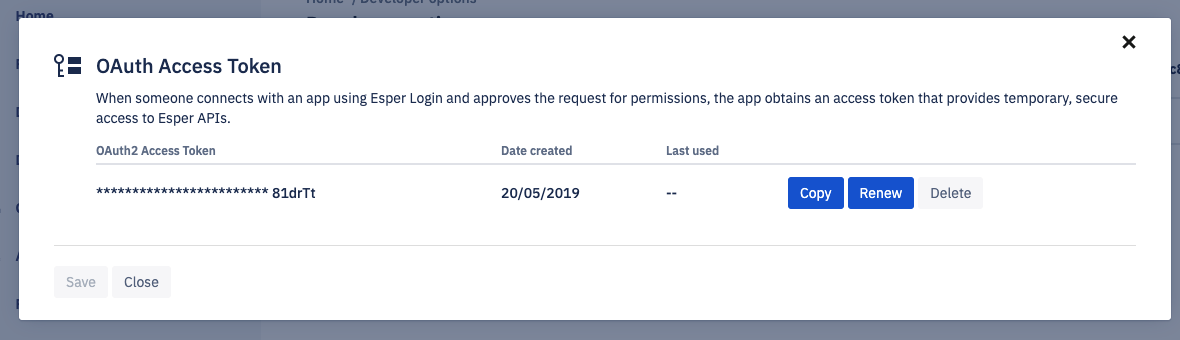 Home
Home / Developer options
OAuth Access Token
When someone connects with an app using Esper Login and approves the request for permissions, the app obtains an access token that provides temporary, secure
access to Esper APIs.
OAuth2 Access Token Date created Last used
************************ 81drTt 20/05/2019 -- Copy Renew Delete
Save Close